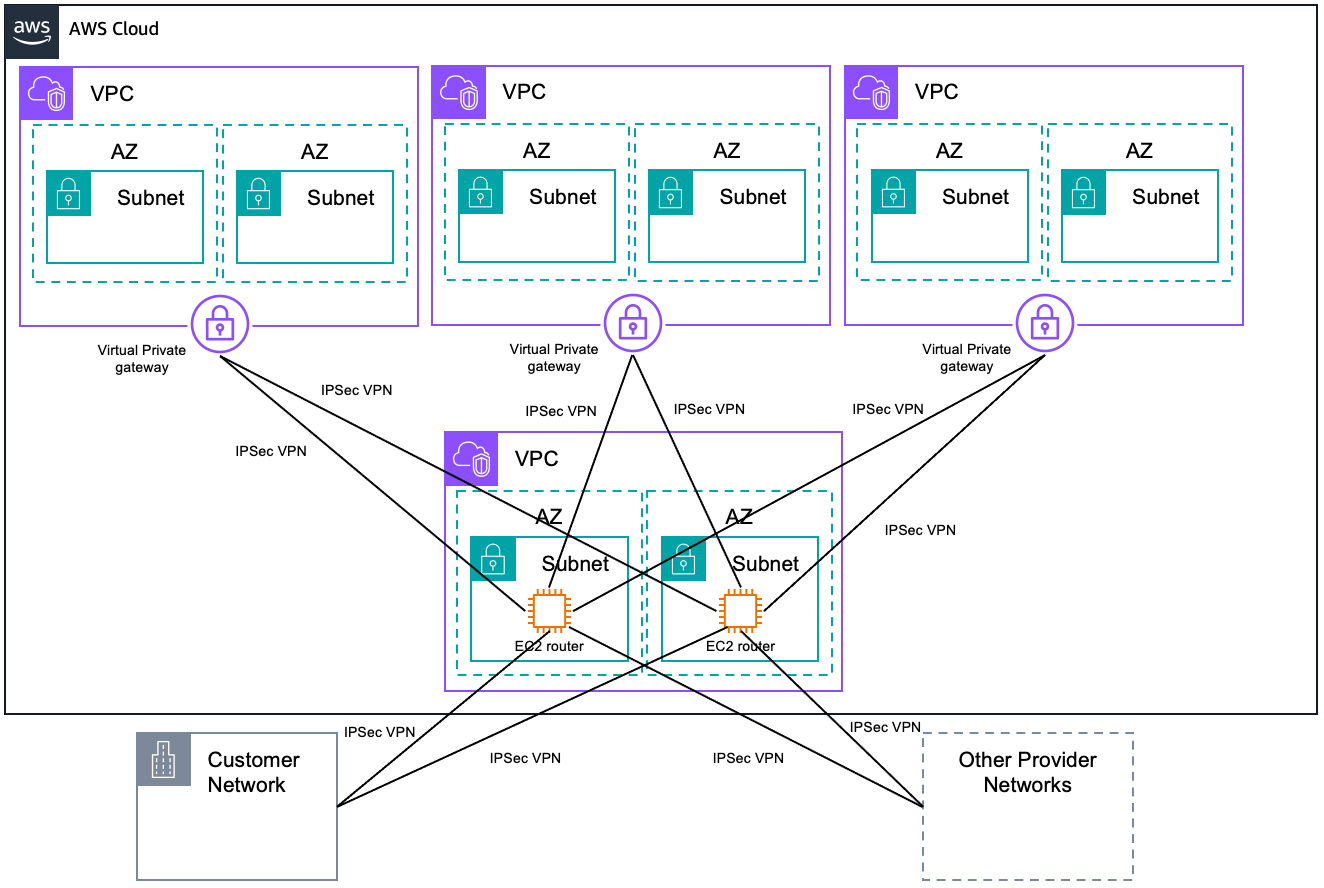 aws
AWS Cloud
VPC
AZ
Subnet
AZ
Subnet
Virtual Private
gateway
VPC
AZ
Subnet
AZ
Subnet
Virtual Private
gateway
VPC
AZ
Subnet
AZ
Subnet
Virtual Private
gateway
IPSec VPN
IPSec VPN
IPSec VPN
IPSec VPN
IPSec VPN
IPSec VPN
VPC
AZ
Subnet
EC2 router
AZ
Subnet
EC2 router
IPSec VPN
IPSec VPN
IPSec VPN
IPSec VPN
Customer
Network
Other Provider
Networks